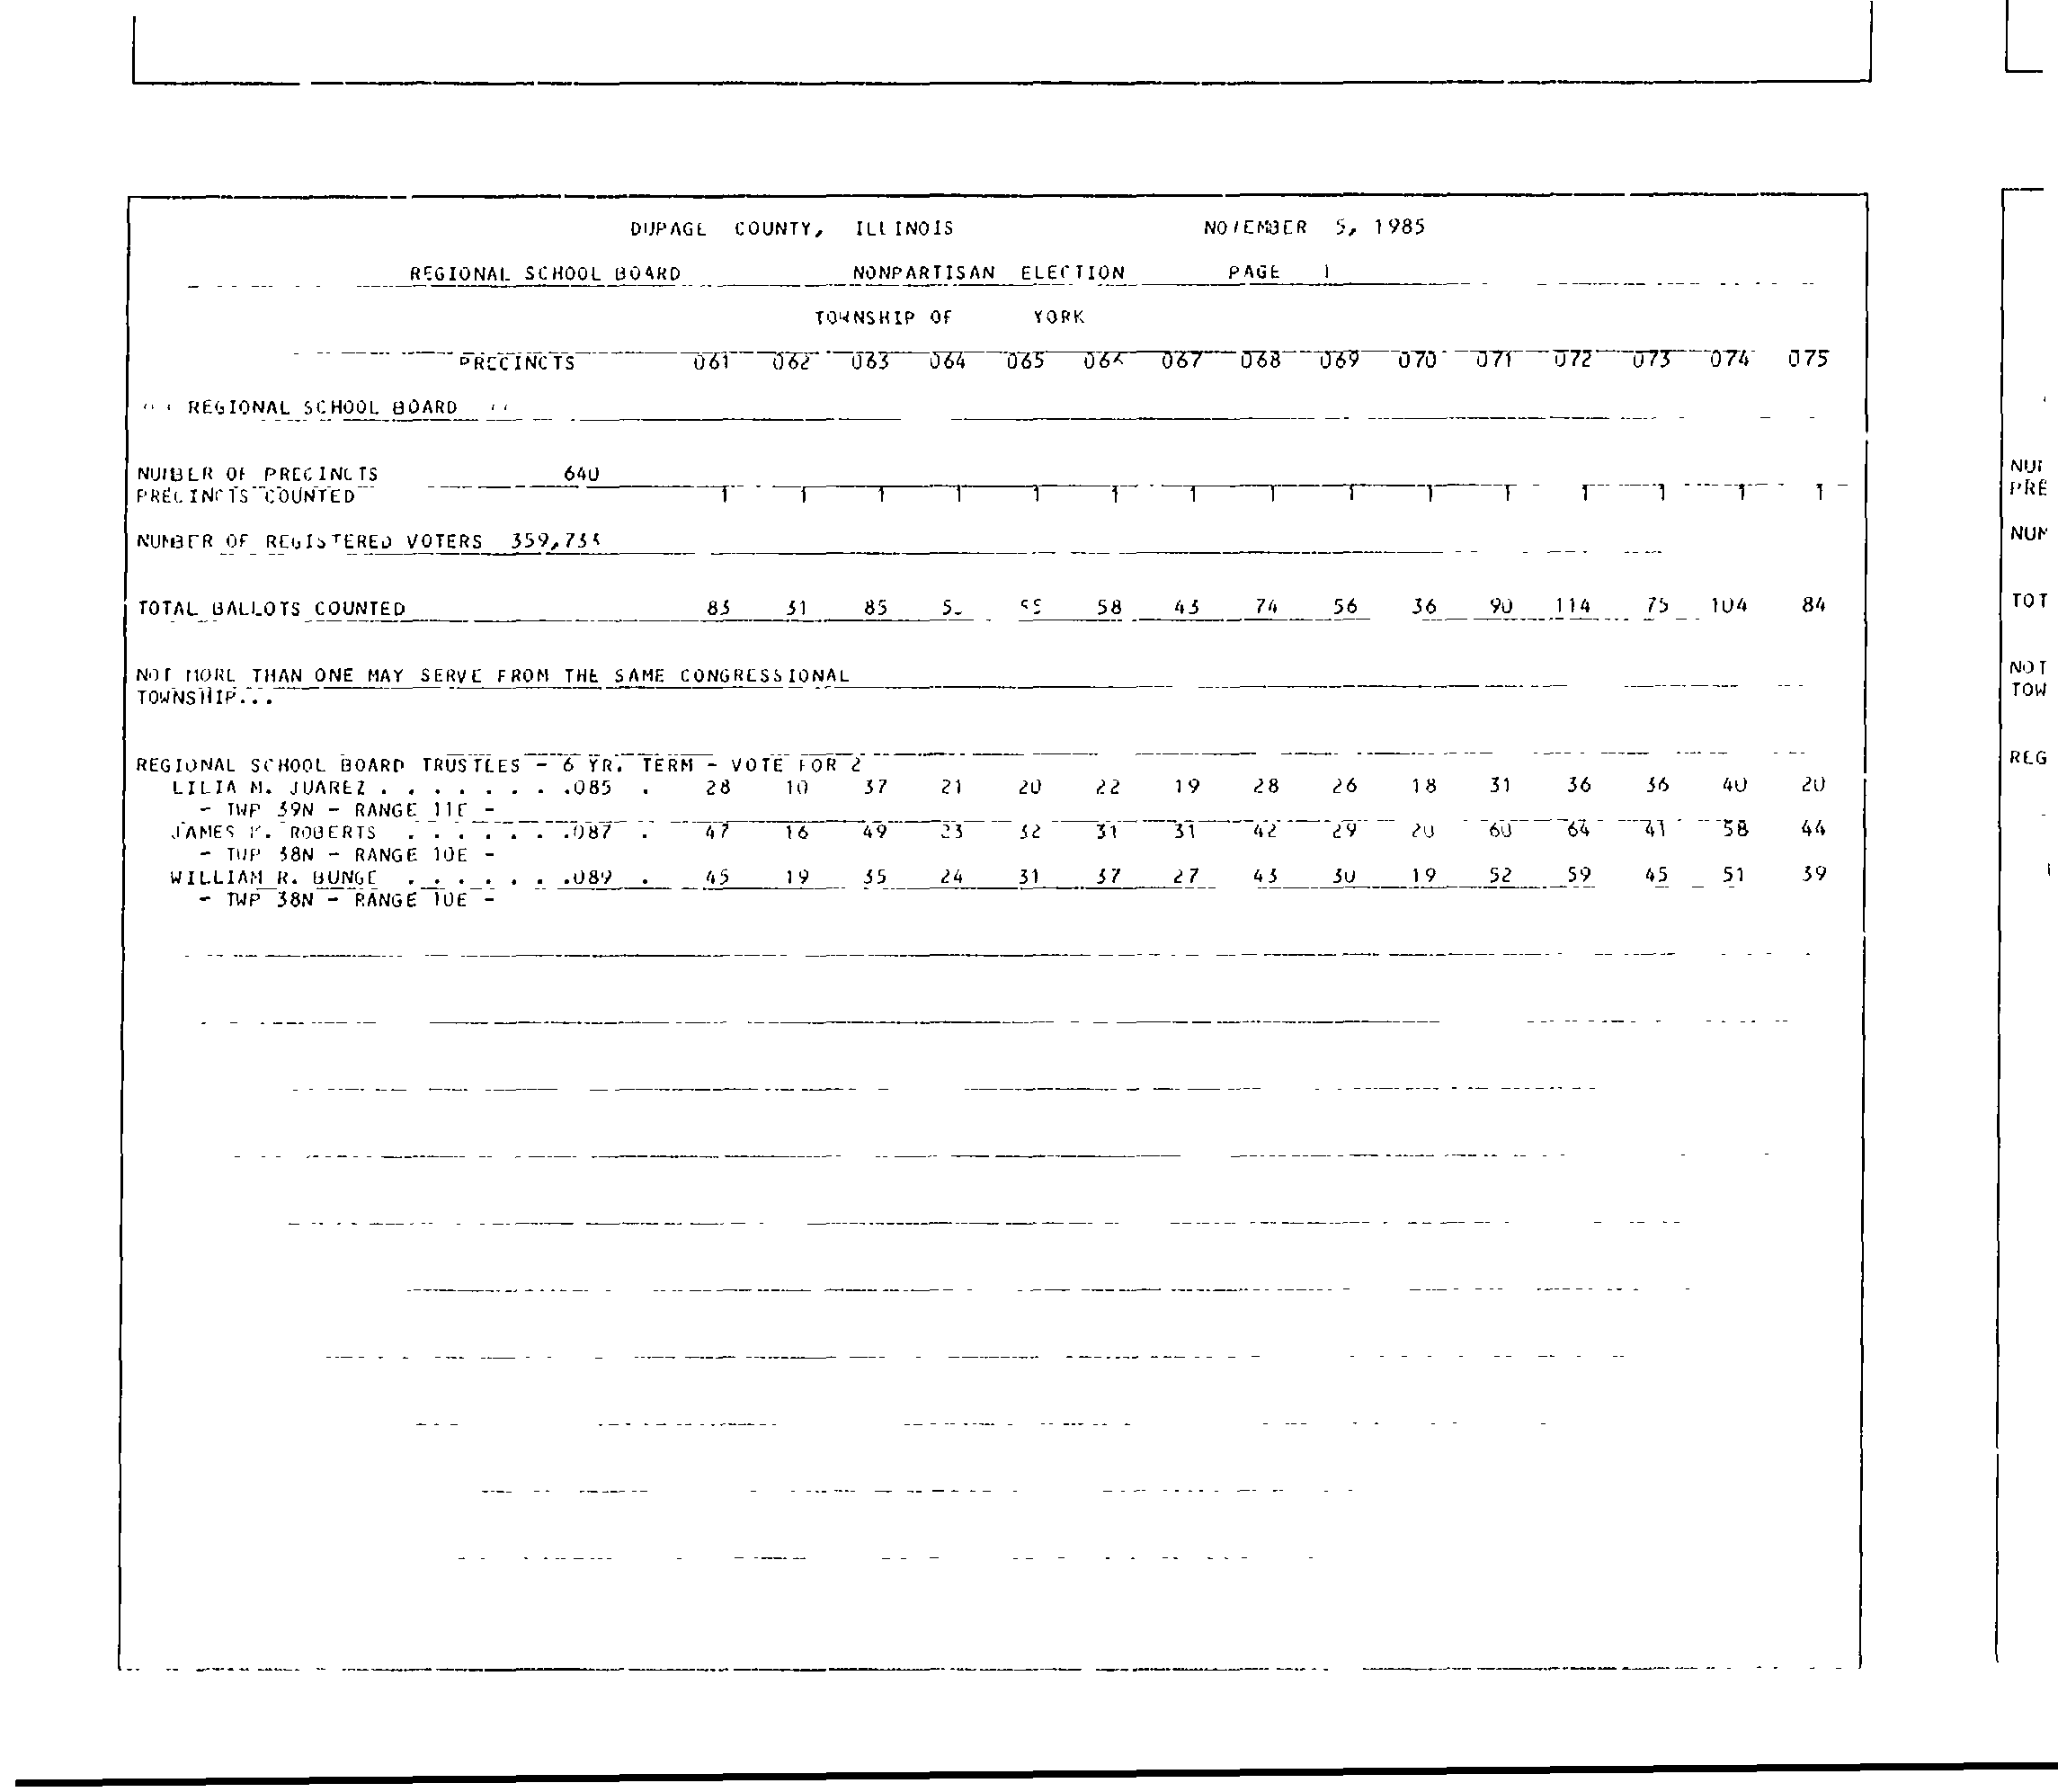 DUPAGE COUNTY, ILLINOIS NOVEMBER 5, 1985
REGIONAL SCHOOL BOARD NONPARTISAN ELECTION PAGE 1
TOWNSHIP OF YORK
PRECINCTS 061 062 063 064 065 066 067 068 069 070 071 072 073 074 075
REGIONAL SCHOOL BOARD
NUMBER OF PRECINCTS 640
PRECINCTS COUNTED 1 1 1 1 1 1 1 1 1 1 1 1 1 1 1
NUMBER OF REGISTERED VOTERS
TOTAL BALLOTS COUNTED 83 31 85 58 43 74 56 36 90 114 75 104 84
NOT MORE THAN ONE MAY SERVE FROM THE SAME CONGRESSIONAL
TOWNSHIP...
REGIONAL SCHOOL BOARD TRUSTEES - 6 YR. TERM - VOTE FOR 2
LILIA M. JUAREZ . . . . . . . .085 . 28 10 37 21 20 22 19 28 26 18 31 36 36 40 20
- TWP 39N - RANGE 11E -
JAMES ROBERTS . . . . . . .087 . 47 16 49 23 32 31 31 42 29 20 60 64 41 58 44
- TWP 38N - RANGE 10E -
WILLIAM R. BUNGE . . . . . . .089 . 45 19 35 24 31 37 27 43 30 19 52 59 45 51 39
- TWP 38N - RANGE 10E -
NUM
PRE
NUM
TOT
NOT
TOW
REG